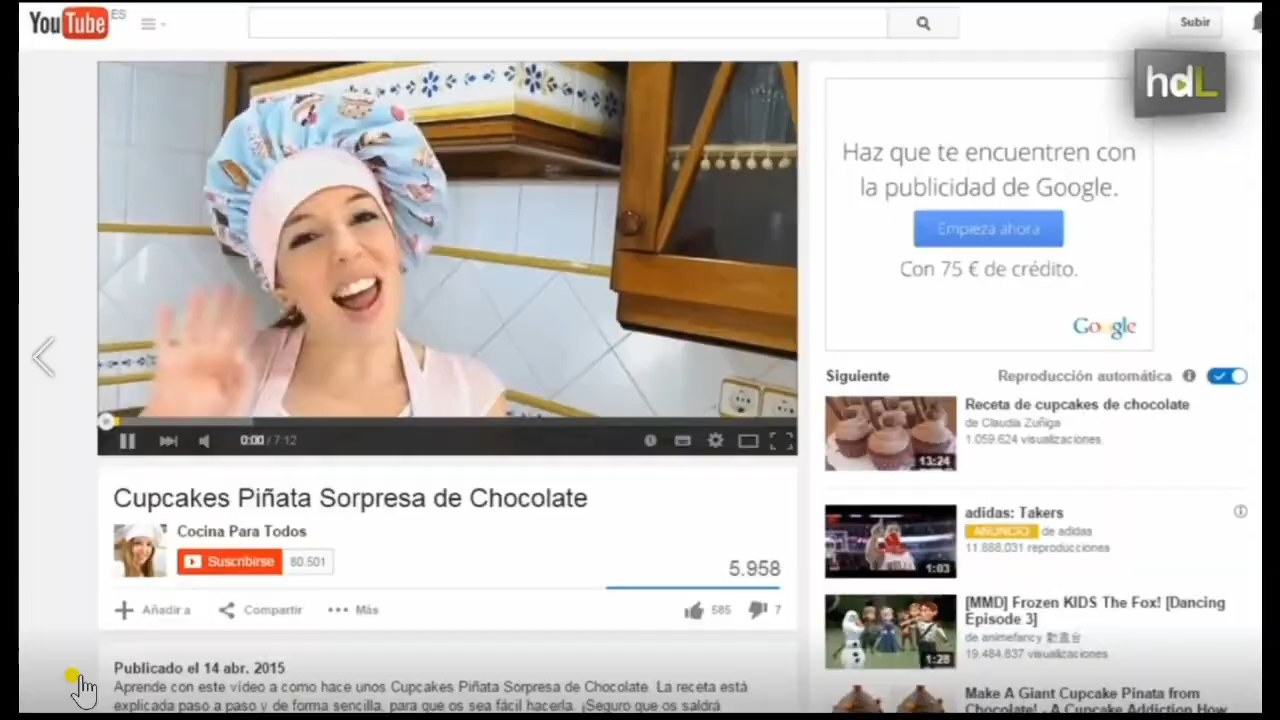 YouTube ES
Subir
hdL
Haz que te encuentren con
la publicidad de Google.
Empieza ahora
Con 75 € de crédito.
Google
0:00 / 7:12
Siguiente
Reproducción automática
Receta de cupcakes de chocolate
de Claudia Zuñiga
1.059.624 visualizaciones
13:24
Cupcakes Piñata Sorpresa de Chocolate
Cocina Para Todos
Suscribirse 80.501
5.958
Añadir a Compartir Más
585 7
adidas: Takers
ANUNCIO de adidas
11.888.031 reproducciones
1:03
[MMD] Frozen KIDS The Fox! [Dancing
Episode 3]
de animefancy
19.484.837 visualizaciones
1:28
Publicado el 14 abr. 2015
Aprende con este vídeo a como hace unos Cupcakes Piñata Sorpresa de Chocolate. La receta está
explicada paso a paso y de forma sencilla, para que os sea fácil hacerla. ¡Seguro que os saldrá
Make A Giant Cupcake Pinata from
Chocolate! - A Cupcake Addiction How